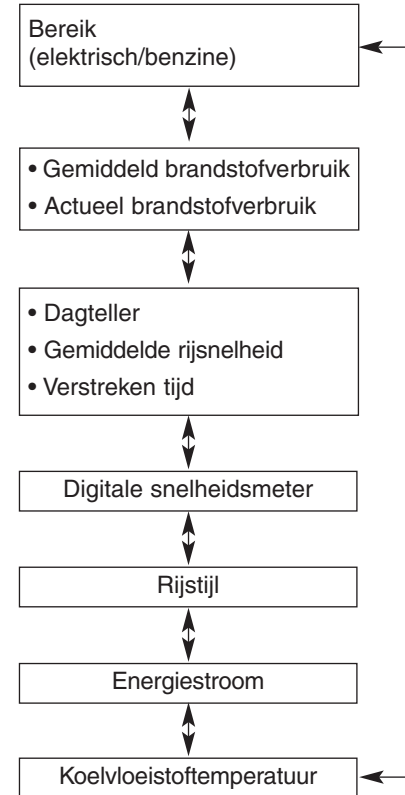 Bereik
(elektrisch/benzine)
• Gemiddeld brandstofverbruik
• Actueel brandstofverbruik
• Dagteller
• Gemiddelde rijsnelheid
• Verstreken tijd
Digitale snelheidsmeter
Rijstijl
Energiestroom
Koelvloeistoftemperatuur